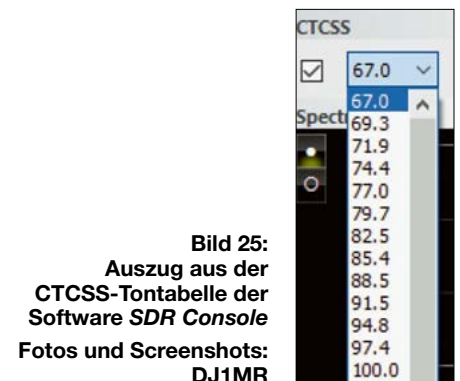 CTCSS
67.0
Spect
67.0
69.3
71.9
74.4
77.0
79.7
82.5
85.4
88.5
91.5
94.8
97.4
100.0
Bild 25:
Auszug aus der
CTCSS-Tontabelle der
Software SDR Console
Fotos und Screenshots:
DJ1MR